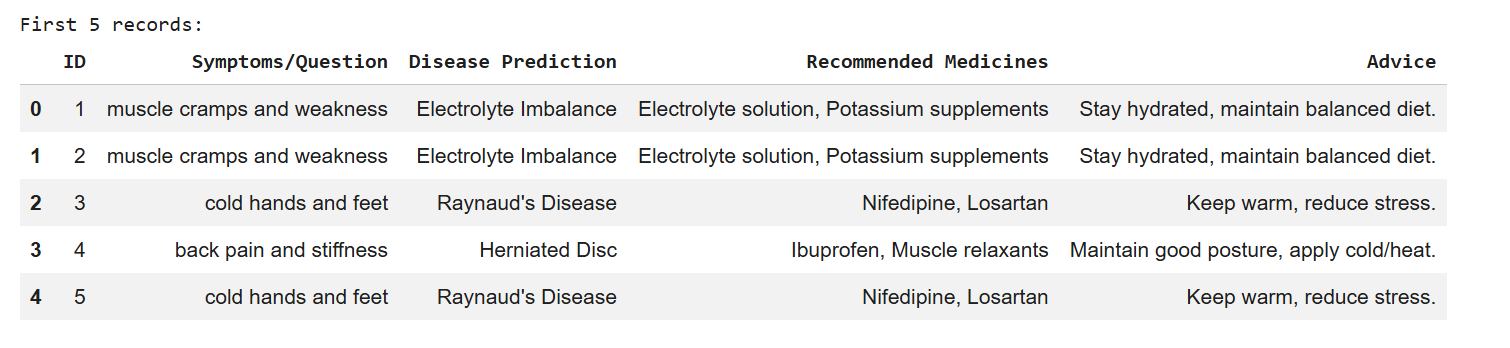 First 5 records:
ID Symptoms/Question Disease Prediction Recommended Medicines Advice
0 1 muscle cramps and weakness Electrolyte Imbalance Electrolyte solution, Potassium supplements Stay hydrated, maintain balanced diet.
1 2 muscle cramps and weakness Electrolyte Imbalance Electrolyte solution, Potassium supplements Stay hydrated, maintain balanced diet.
2 3 cold hands and feet Raynaud's Disease Nifedipine, Losartan Keep warm, reduce stress.
3 4 back pain and stiffness Herniated Disc Ibuprofen, Muscle relaxants Maintain good posture, apply cold/heat.
4 5 cold hands and feet Raynaud's Disease Nifedipine, Losartan Keep warm, reduce stress.